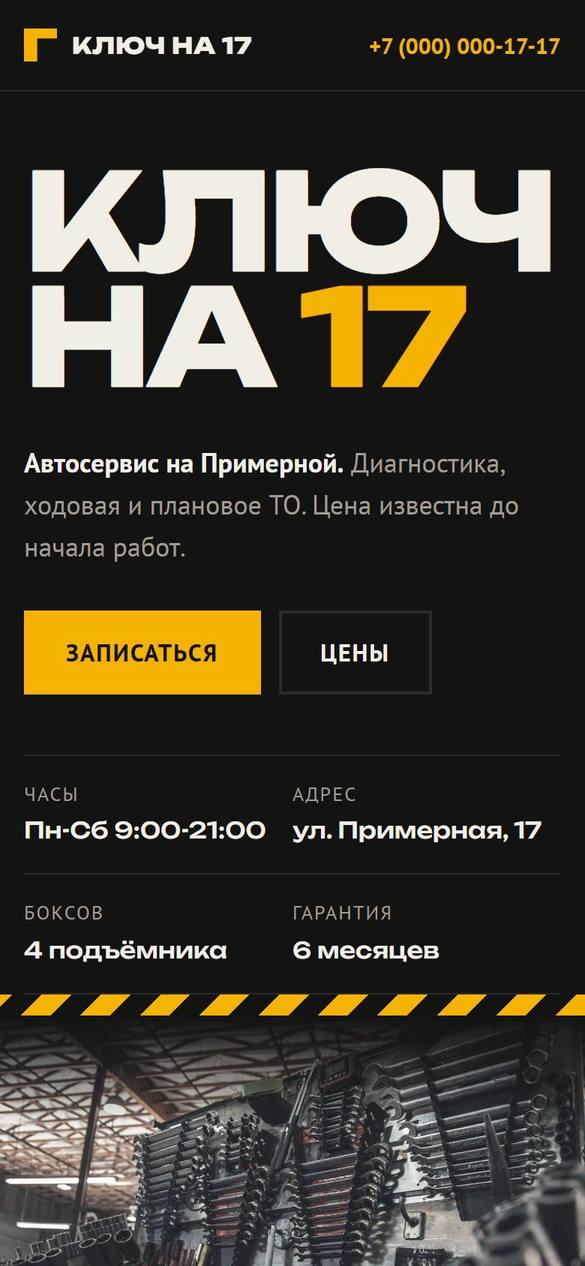 КЛЮЧ НА 17
+7 (000) 000-17-17
КЛЮЧ
НА 17
Автосервис на Примерной. Диагностика,
ходовая и плановое ТО. Цена известна до
начала работ.
ЗАПИСАТЬСЯ
ЦЕНЫ
ЧАСЫ
Пн-Сб 9:00-21:00
АДРЕС
ул. Примерная, 17
БОКСОВ
4 подъёмника
ГАРАНТИЯ
6 месяцев